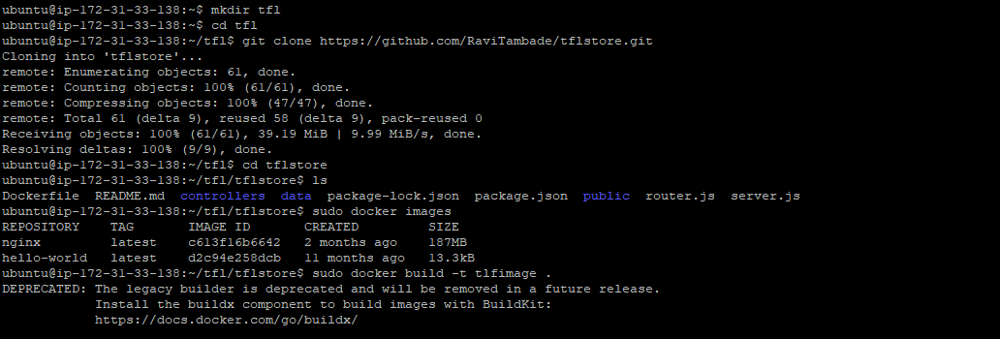 ubuntu@ip-172-31-33-138:~$ mkdir tfl
ubuntu@ip-172-31-33-138:~$ cd tfl
ubuntu@ip-172-31-33-138:~/tfl$ git clone https://github.com/RaviTambade/tflstore.git
Cloning into 'tflstore'...
remote: Enumerating objects: 61, done.
remote: Counting objects: 100% (61/61), done.
remote: Compressing objects: 100% (47/47), done.
remote: Total 61 (delta 9), reused 58 (delta 9), pack-reused 0
Receiving objects: 100% (61/61), 39.19 MiB | 9.99 MiB/s, done.
Resolving deltas: 100% (9/9), done.
ubuntu@ip-172-31-33-138:~/tfl$ cd tflstore
ubuntu@ip-172-31-33-138:~/tfl/tflstore$ ls
Dockerfile  README.md  controllers  data  package-lock.json  package.json  public  router.js  server.js
ubuntu@ip-172-31-33-138:~/tfl/tflstore$ sudo docker images
REPOSITORY    TAG       IMAGE ID       CREATED         SIZE
nginx         latest    c613f16b6642   2 months ago    187MB
hello-world   latest    d2c94e258dcb   11 months ago   13.3kB
ubuntu@ip-172-31-33-138:~/tfl/tflstore$ sudo docker build -t tlfimage .
DEPRECATED: The legacy builder is deprecated and will be removed in a future release.
            Install the buildx component to build images with BuildKit:
            https://docs.docker.com/go/buildx/